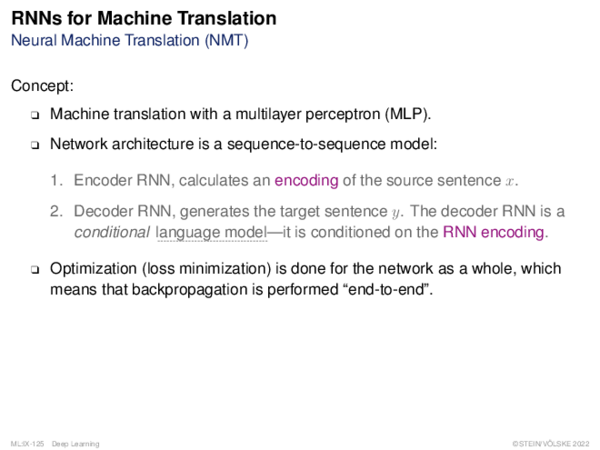 RNNs for Machine Translation
Neural Machine Translation (NMT)
Concept:
❑ Machine translation with a multilayer perceptron (MLP).
❑ Network architecture is a sequence-to-sequence model:
1. Encoder RNN, calculates an encoding of the source sentence x.
2. Decoder RNN, generates the target sentence y. The decoder RNN is a
conditional language model—it is conditioned on the RNN encoding.
❑ Optimization (loss minimization) is done for the network as a whole, which
means that backpropagation is performed “end-to-end”.
ML:IX-125 Deep Learning
©STEIN/VÖLSKE 2022